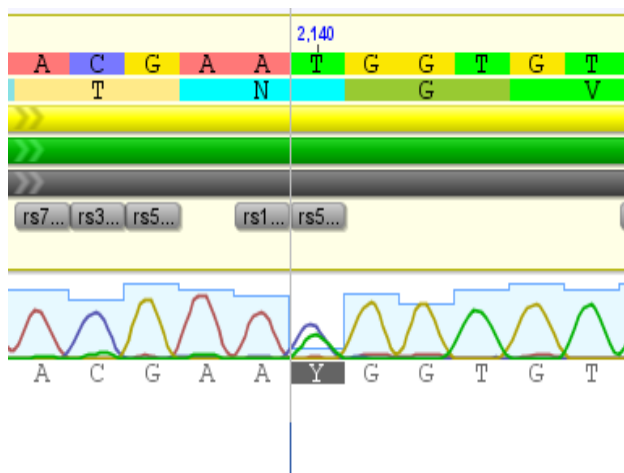 2,140
A C G A A T G G T G T
T N G V
rs7... rs3... rs5... rs1... rs5...
A C G A A Y G G T G T